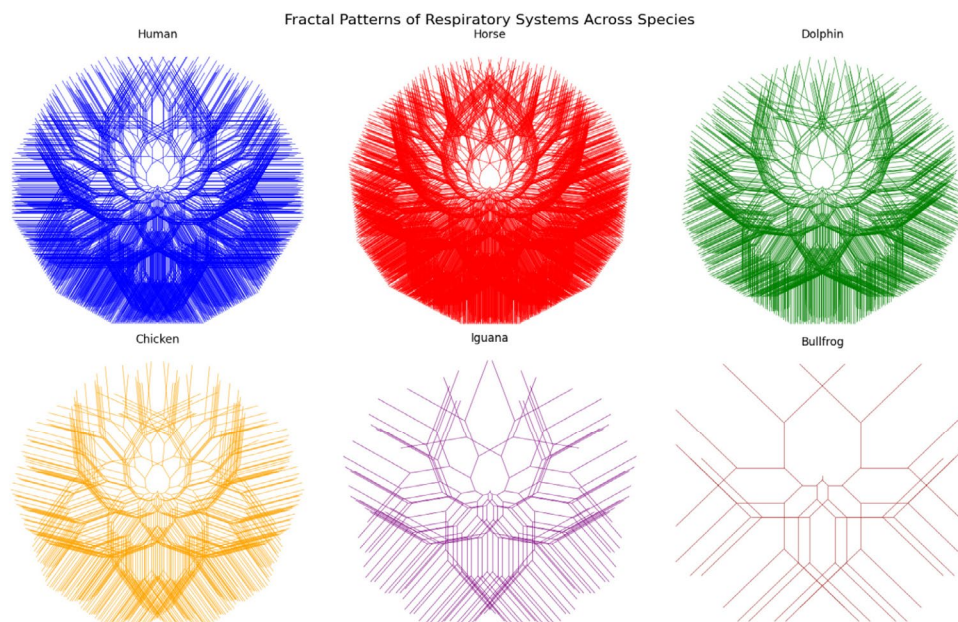 Fractal Patterns of Respiratory Systems Across Species
Human
Horse
Dolphin
Chicken
Iguana
Bullfrog